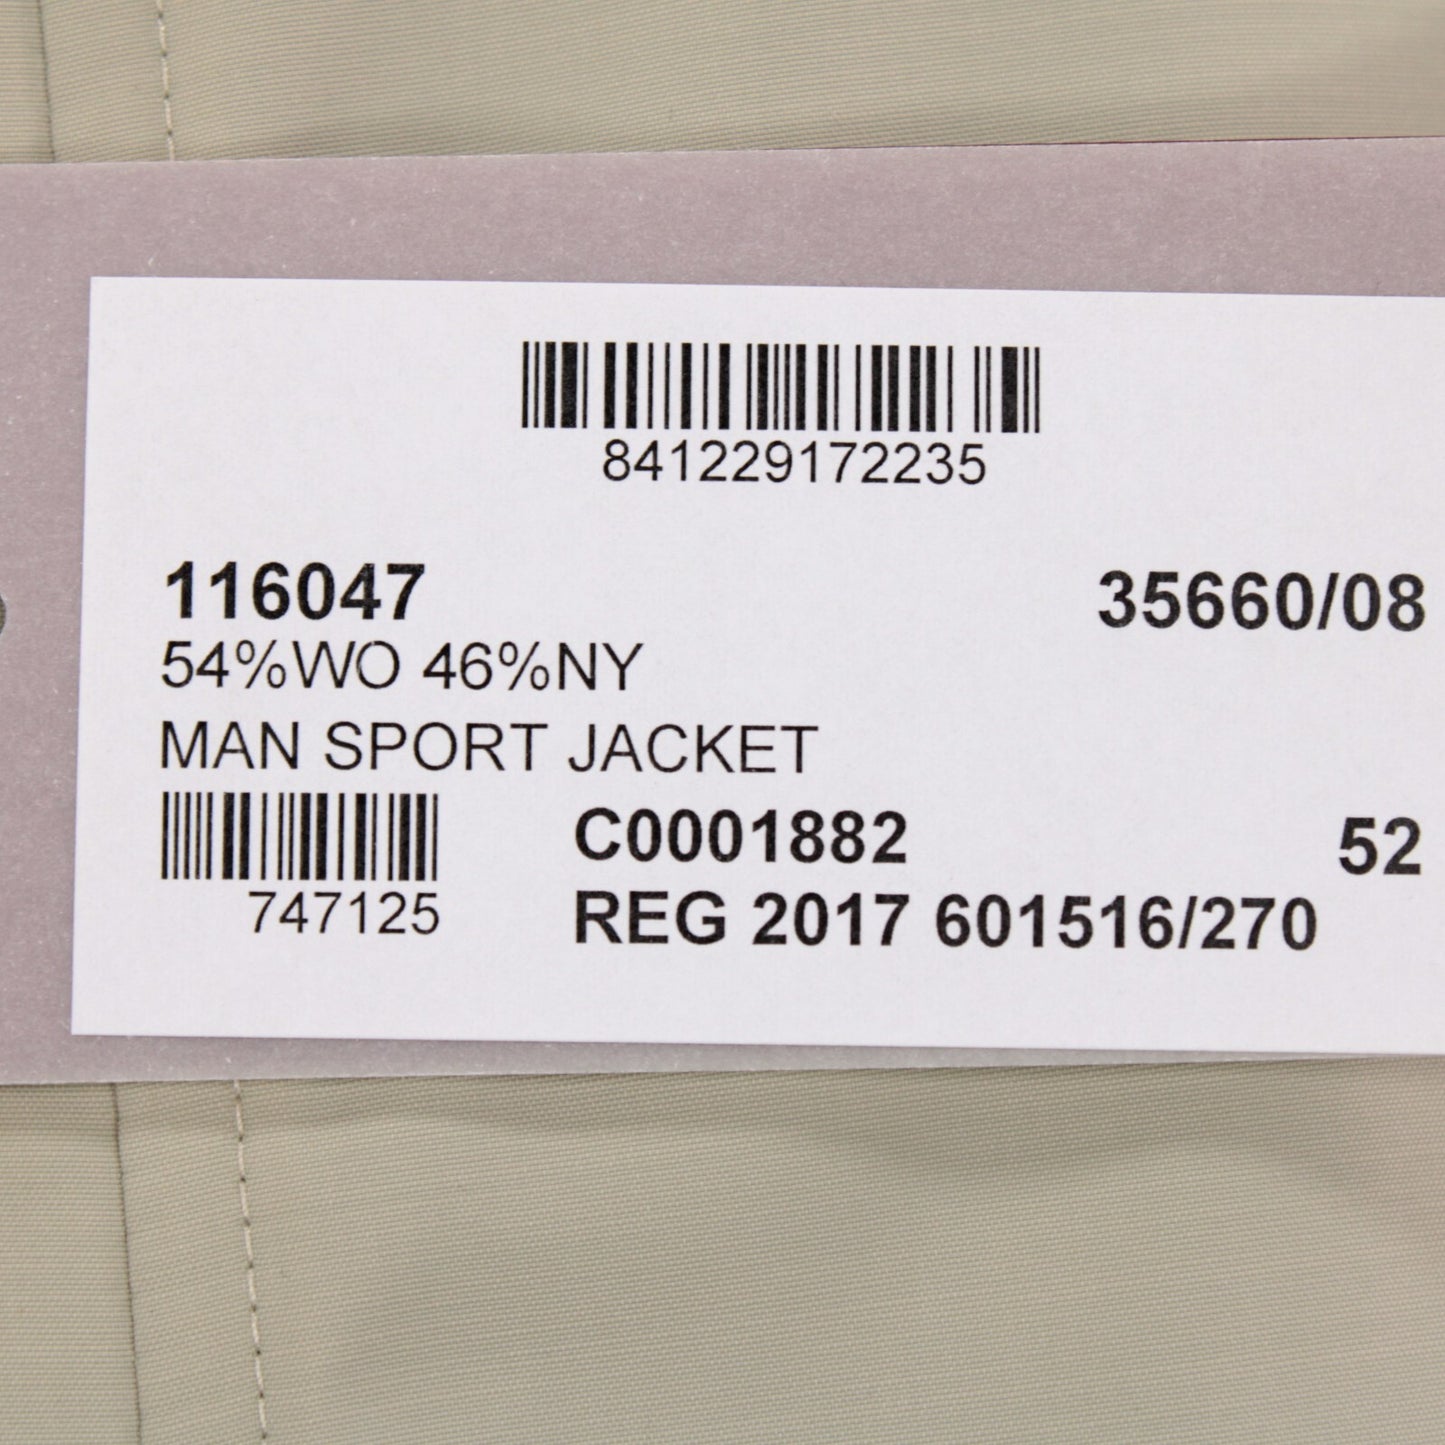 841229172235
116047 35660/08
54%WO 46%NY
MAN SPORT JACKET
C0001882 52
747125
REG 2017 601516/270